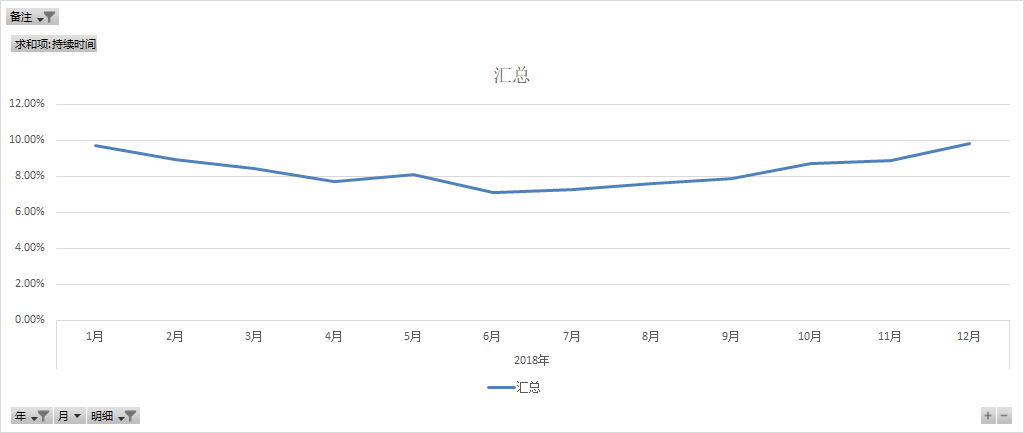 备注
求和项:持续时间
汇总
12.00%
10.00%
8.00%
6.00%
4.00%
2.00%
0.00%
1月 2月 3月 4月 5月 6月 7月 8月 9月 10月 11月 12月
2018年
汇总
年 月 明细 + −